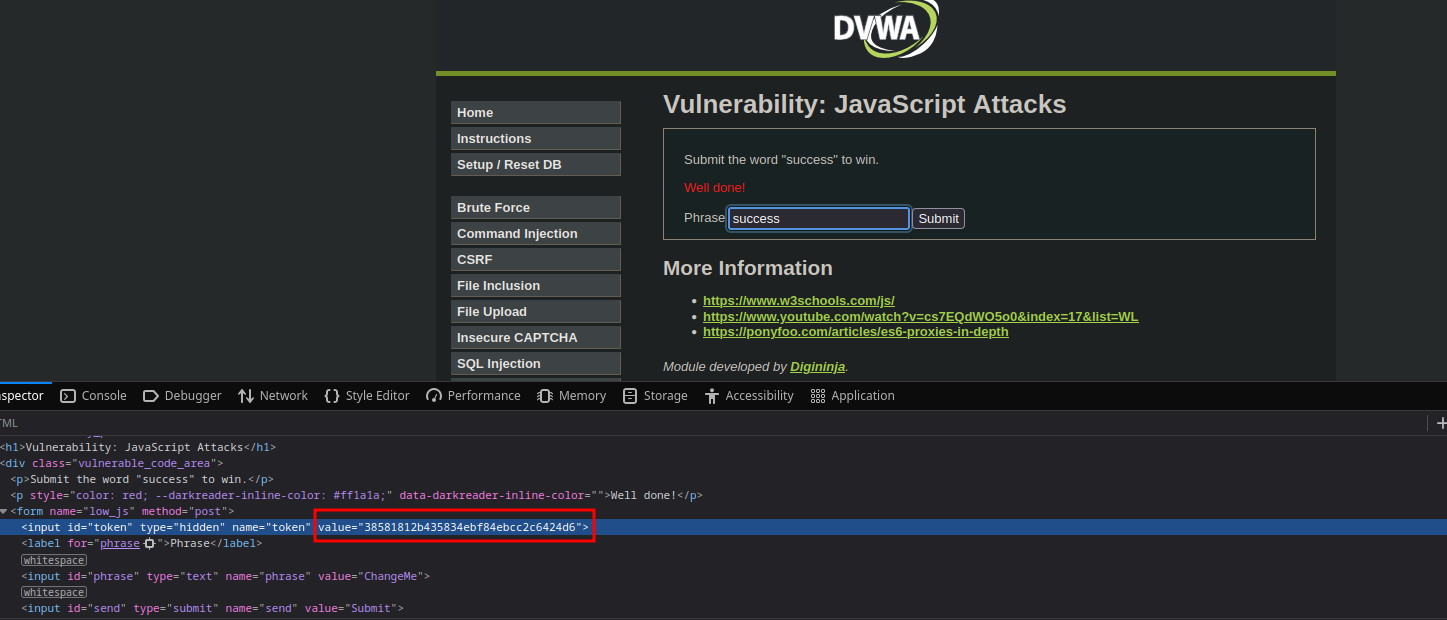 DVWA
Vulnerability: JavaScript Attacks
Home
Instructions
Setup / Reset DB
Brute Force
Command Injection
CSRF
File Inclusion
File Upload
Insecure CAPTCHA
SQL Injection
Submit the word "success" to win.
Well done!
Phrase success Submit
More Information
https://www.w3schools.com/js/
https://www.youtube.com/watch?v=cs7EQdWO5o0&index=17&list=WL
https://ponyfoo.com/articles/es6-proxies-in-depth
Module developed by Digininja.
nspector Console Debugger Network Style Editor Performance Memory Storage Accessibility Application
TML
<h1>Vulnerability: JavaScript Attacks</h1>
<div class="vulnerable_code_area">
<p>Submit the word "success" to win.</p>
<p style="color: red; --darkreader-inline-color: #ff1a1a;" data-darkreader-inline-color="">Well done!</p>
<form name="low_js" method="post">
<input id="token" type="hidden" name="token" value="38581812b435834ebf84ebcc2c6424d6">
<label for="phrase">Phrase</label>
whitespace
<input id="phrase" type="text" name="phrase" value="ChangeMe">
whitespace
<input id="send" type="submit" name="send" value="Submit">